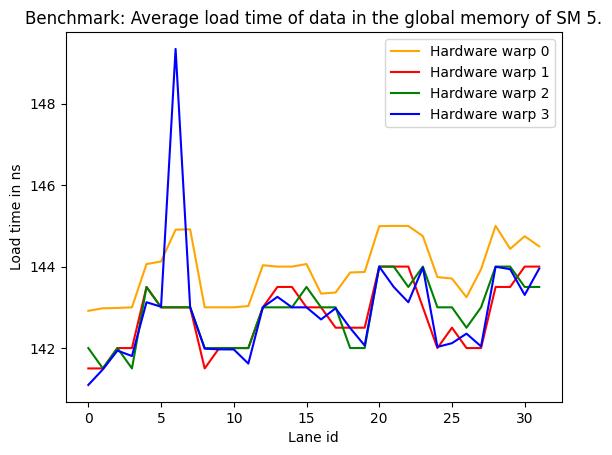 Benchmark: Average load time of data in the global memory of SM 5.
Hardware warp 0
Hardware warp 1
Hardware warp 2
Hardware warp 3
Load time in ns
148
146
144
142
0 5 10 15 20 25 30
Lane id